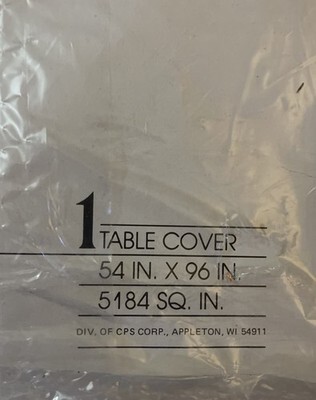 1 TABLE COVER
54 IN. X 96 IN.
5184 SQ. IN.
DIV. OF CPS CORP., APPLETON, WI 54911